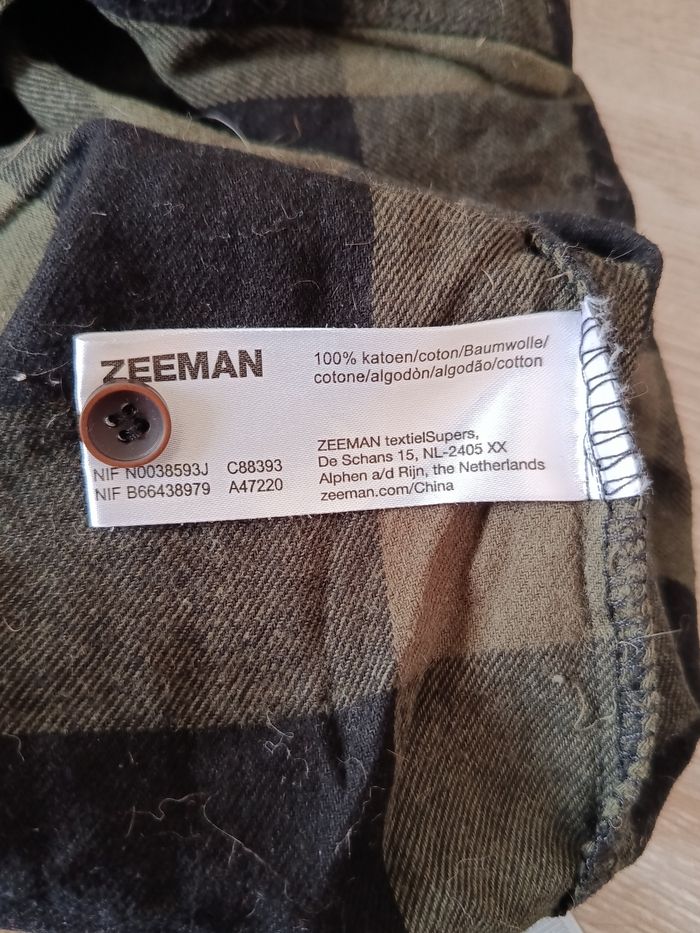 ZEEMAN
100% katoen/coton/Baumwolle/
cotone/algodòn/algodão/cotton
NIF N0038593J C88393
NIF B66438979 A47220
ZEEMAN textielSupers,
De Schans 15, NL-2405 XX
Alphen a/d Rijn, the Netherlands
zeeman.com/China